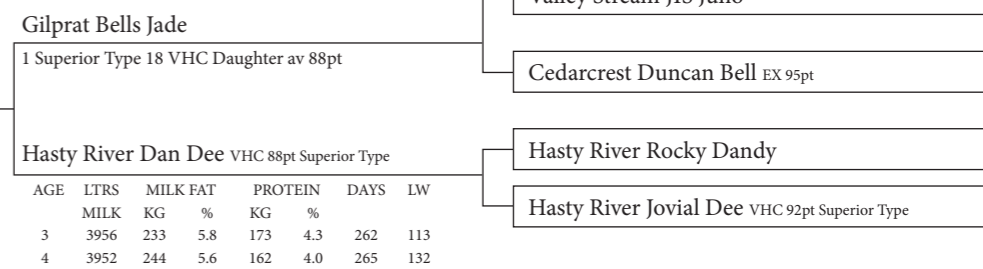 Gilprat Bells Jade
1 Superior Type 18 VHC Daughter av 88pt
Cedarcrest Duncan Bell EX 95pt
Hasty River Dan Dee VHC 88pt Superior Type
Hasty River Rocky Dandy
Hasty River Jovial Dee VHC 92pt Superior Type
AGE LTRS MILK FAT PROTEIN DAYS LW
MILK KG % KG %
3 3956 233 5.8 173 4.3 262 113
4 3952 244 5.6 162 4.0 265 132